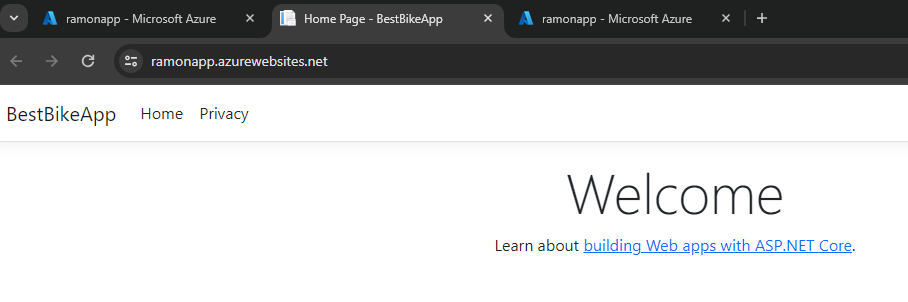 ramonapp - Microsoft Azure
Home Page - BestBikeApp
ramonapp - Microsoft Azure
ramonapp.azurewebsites.net
BestBikeApp Home Privacy
Welcome
Learn about building Web apps with ASP.NET Core.